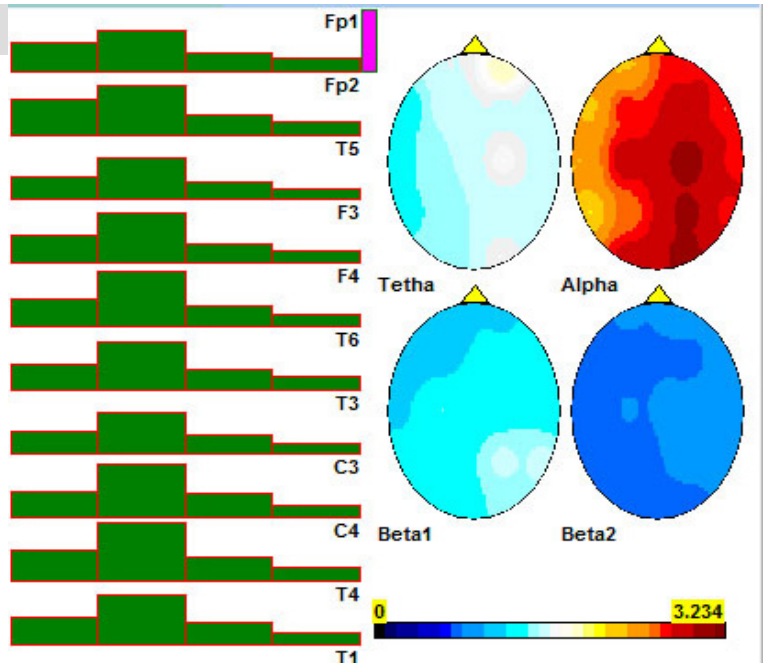 Fp1
Fp2
T5
F3
F4
T6
T3
C3
C4
T4
T1
Tetha
Alpha
Beta1
Beta2
0
3.234